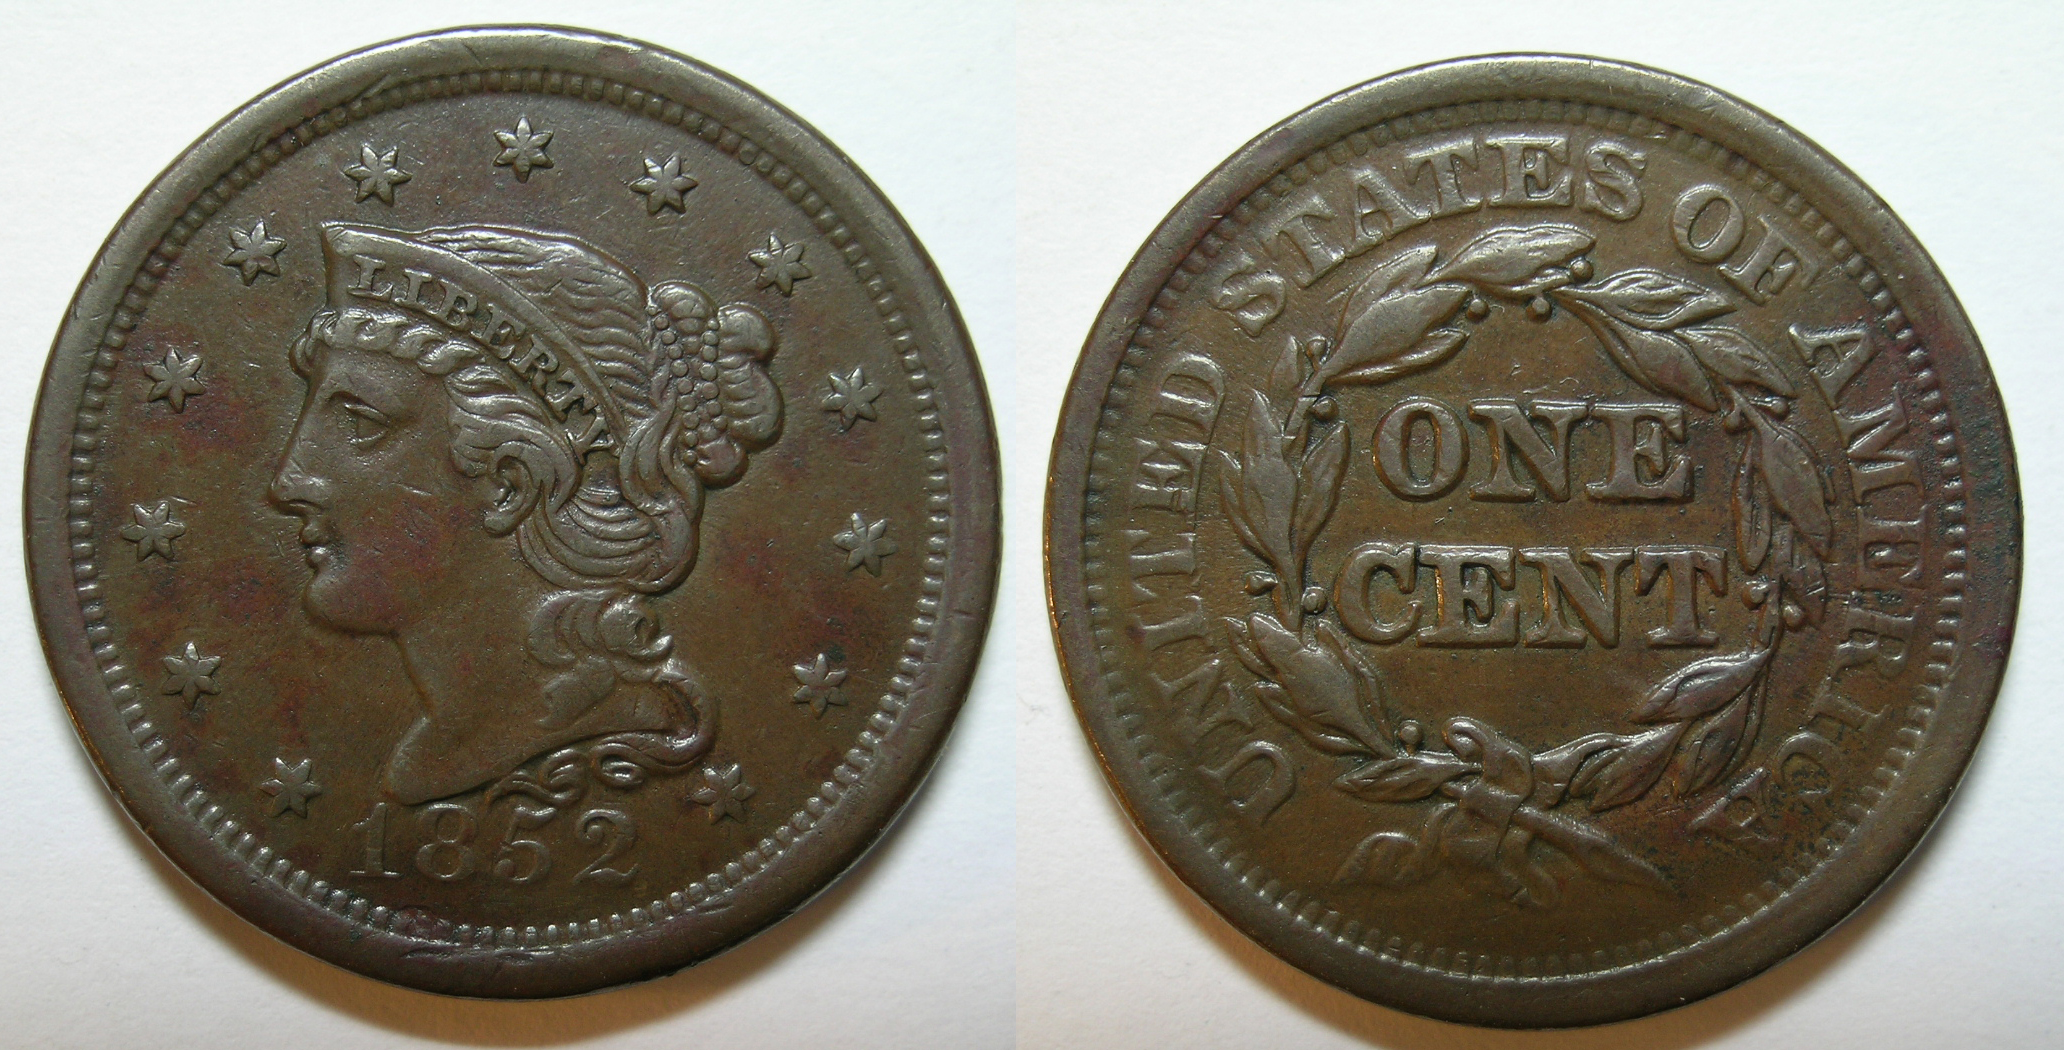 LIBERTY
1852
UNITED STATES OF AMERICA
ONE
CENT